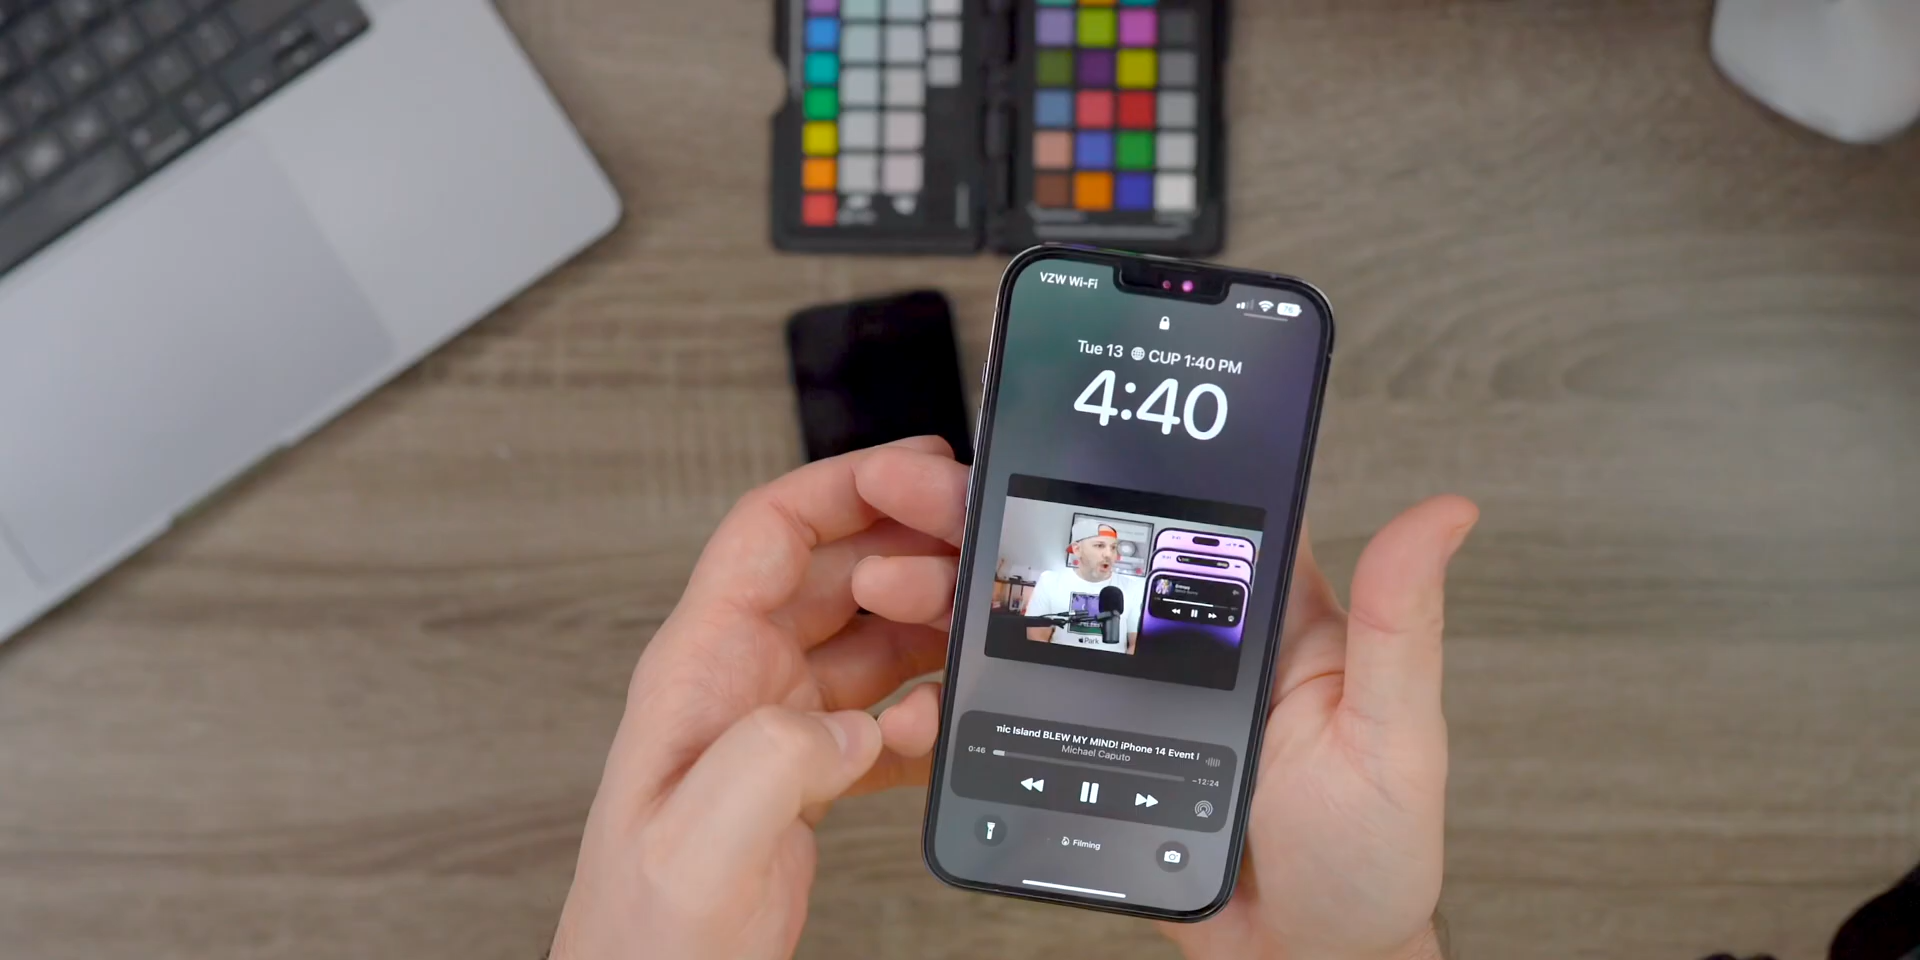 VZW Wi-Fi
Tue 13 CUP 1:40 PM
4:40
Park
nic Island BLEW MY MIND! iPhone 14 Event I
Michael Caputo
0:46
-12:24
Filming